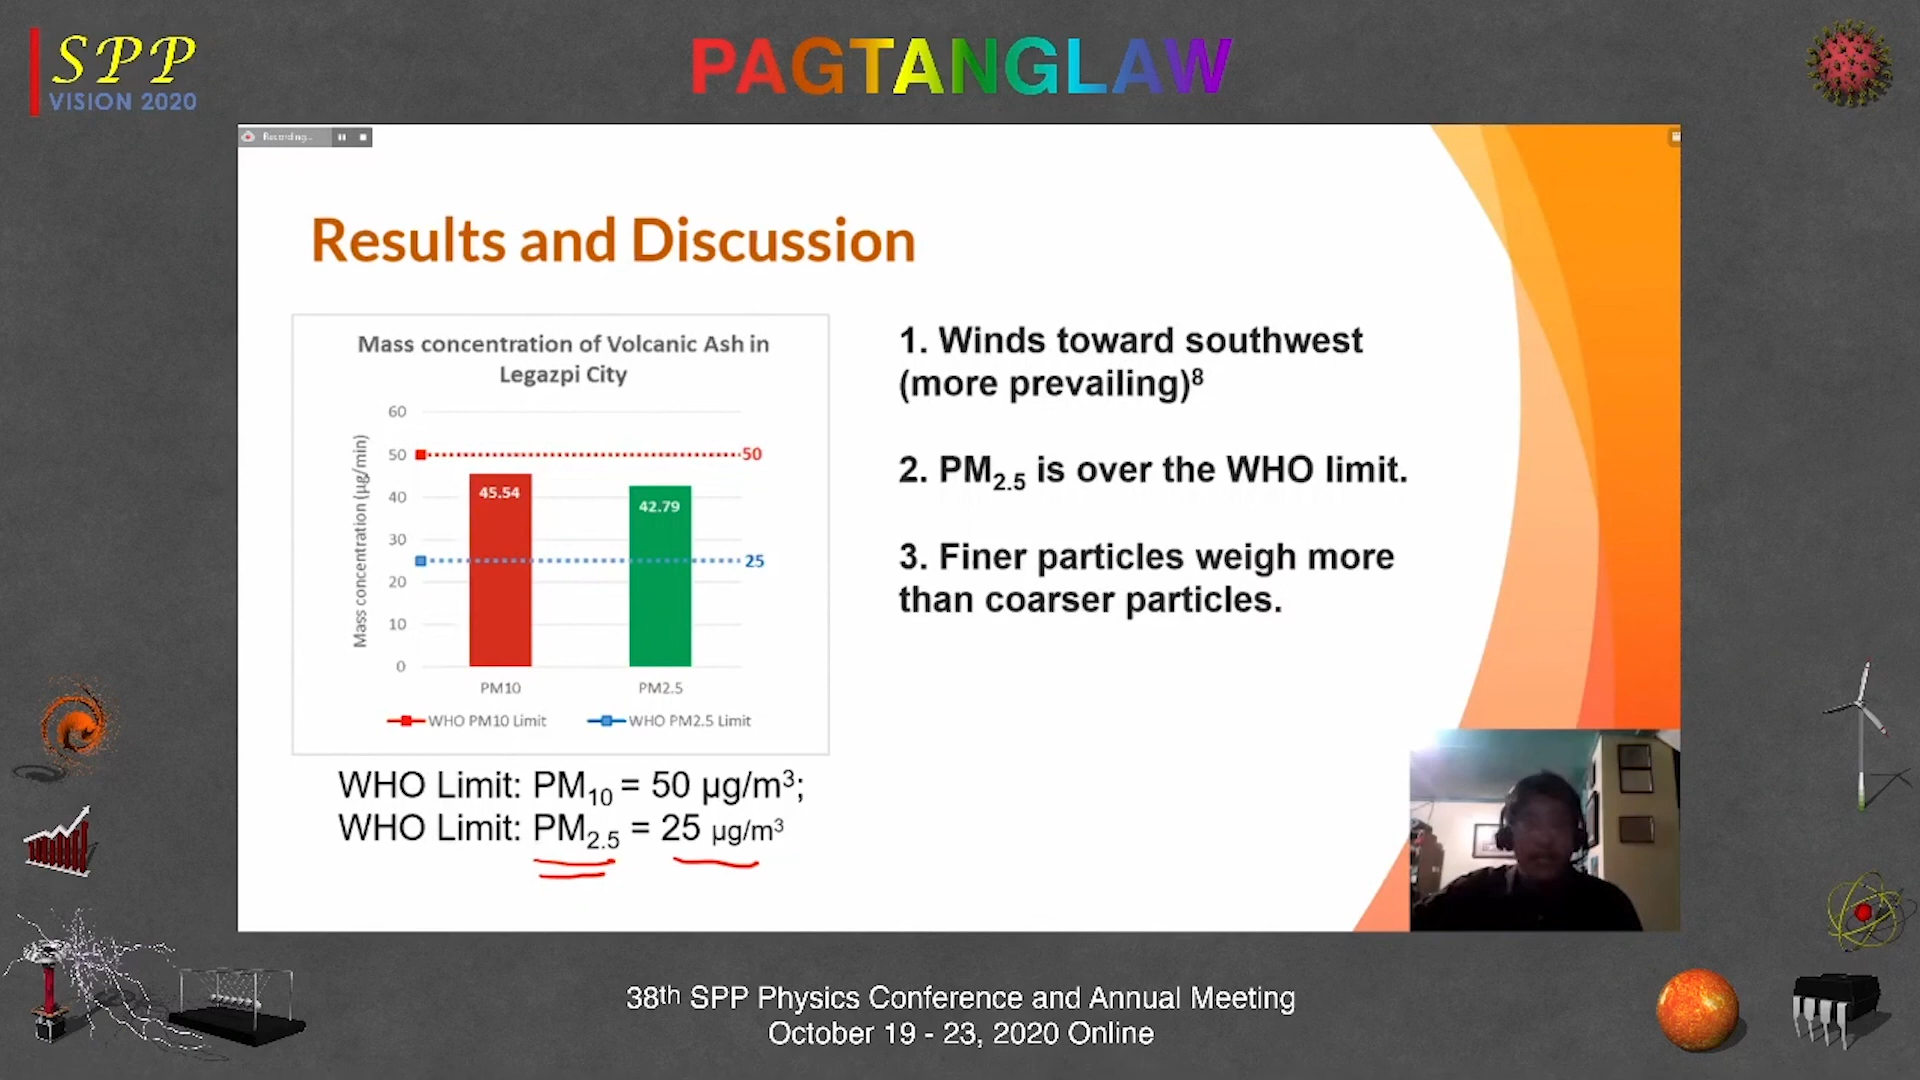 SPP
VISION 2020
PAGTANGLAW
Recording...
Results and Discussion
Mass concentration of Volcanic Ash in
Legazpi City
Mass concentration (µg/min)
60
50
40
30
20
10
0
50
25
45.54
42.79
PM10
PM2.5
WHO PM10 Limit
WHO PM2.5 Limit
WHO Limit: PM₁₀ = 50 µg/m³;
WHO Limit: PM₂.₅ = 25 µg/m³
1. Winds toward southwest
(more prevailing)⁸
2. PM₂.₅ is over the WHO limit.
3. Finer particles weigh more
than coarser particles.
38th SPP Physics Conference and Annual Meeting
October 19 - 23, 2020 Online